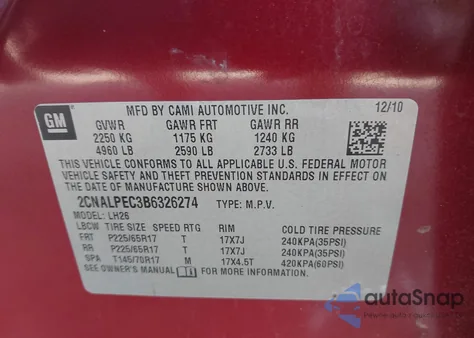 GM
MFD BY CAMI AUTOMOTIVE INC. 12/10
GVWR GAWR FRT GAWR RR
2250 KG 1175 KG 1240 KG
4960 LB 2590 LB 2733 LB
THIS VEHICLE CONFORMS TO ALL APPLICABLE U.S. FEDERAL MOTOR
VEHICLE SAFETY AND THEFT PREVENTION STANDARDS IN EFFECT ON
THE DATE OF MANUFACTURE SHOWN ABOVE.
2CNALPEC3B6326274 TYPE: M.P.V.
MODEL: LH26
LBCW TIRE SIZE SPEED RTG RIM COLD TIRE PRESSURE
FRT P225/65R17 T 17X7J 240KPA(35PSI)
RR P225/65R17 T 17X7J 240KPA(35PSI)
SPA T145/70R17 M 17X4.5T 420KPA(60PSI)
SEE OWNER'S MANUAL FOR MORE INFORMATION.
autoSnap